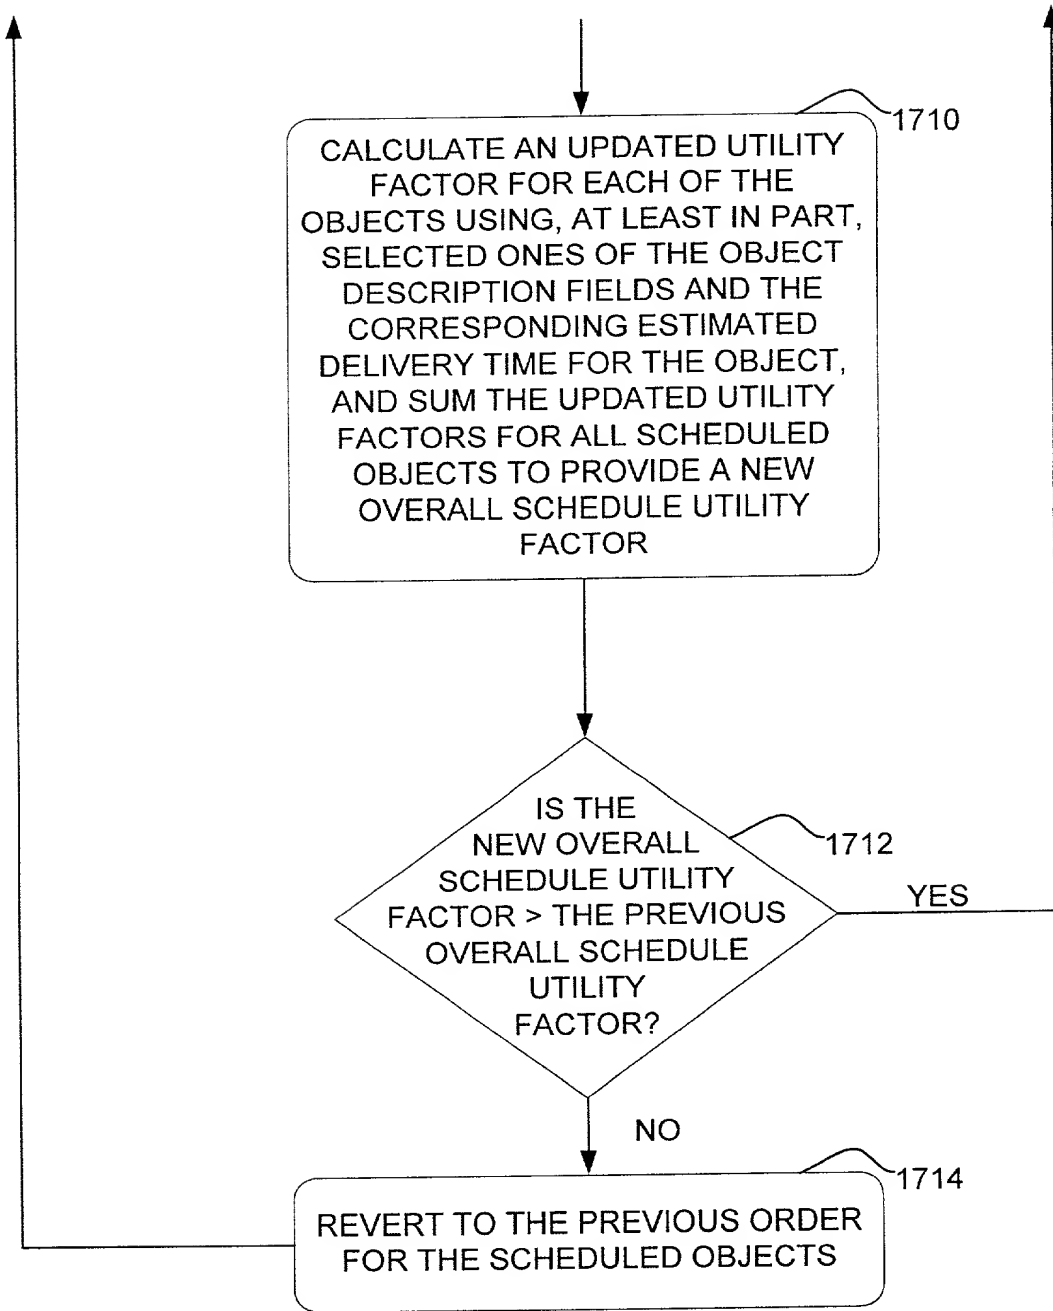 1710
CALCULATE AN UPDATED UTILITY
FACTOR FOR EACH OF THE
OBJECTS USING, AT LEAST IN PART,
SELECTED ONES OF THE OBJECT
DESCRIPTION FIELDS AND THE
CORRESPONDING ESTIMATED
DELIVERY TIME FOR THE OBJECT,
AND SUM THE UPDATED UTILITY
FACTORS FOR ALL SCHEDULED
OBJECTS TO PROVIDE A NEW
OVERALL SCHEDULE UTILITY
FACTOR
IS THE
NEW OVERALL
SCHEDULE UTILITY
FACTOR > THE PREVIOUS
OVERALL SCHEDULE
UTILITY
FACTOR?
1712
YES
NO
1714
REVERT TO THE PREVIOUS ORDER
FOR THE SCHEDULED OBJECTS